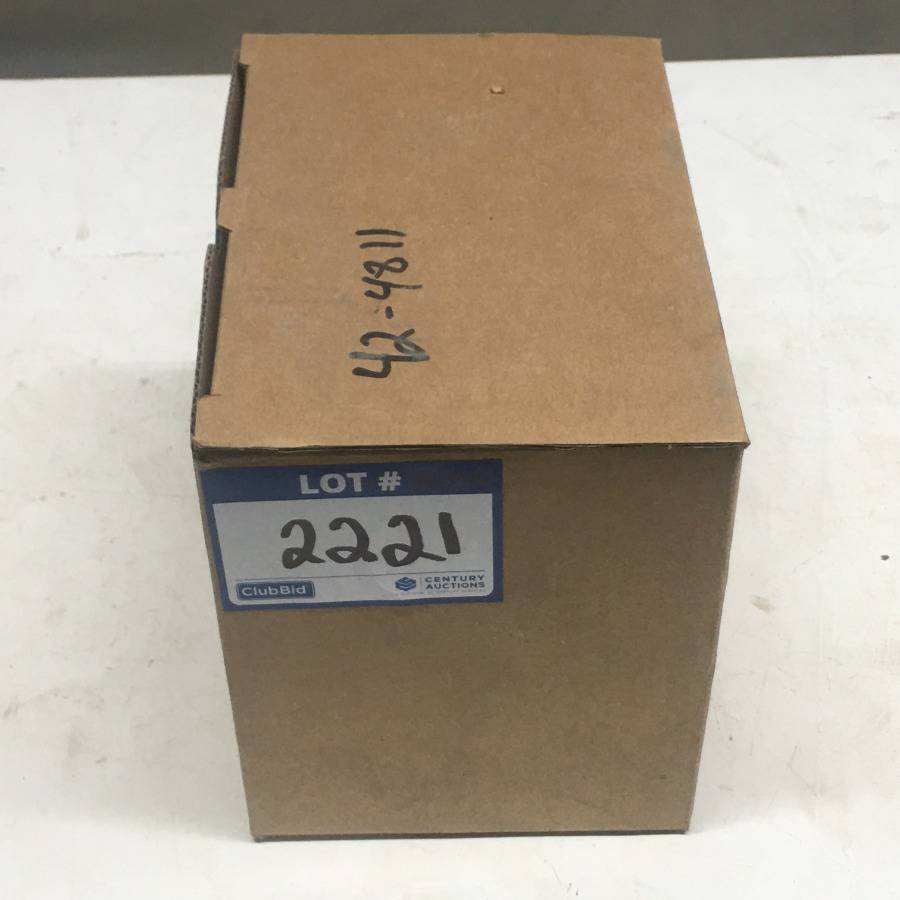 42-4811
LOT #
2221
ClubBid
CENTURY
AUCTIONS